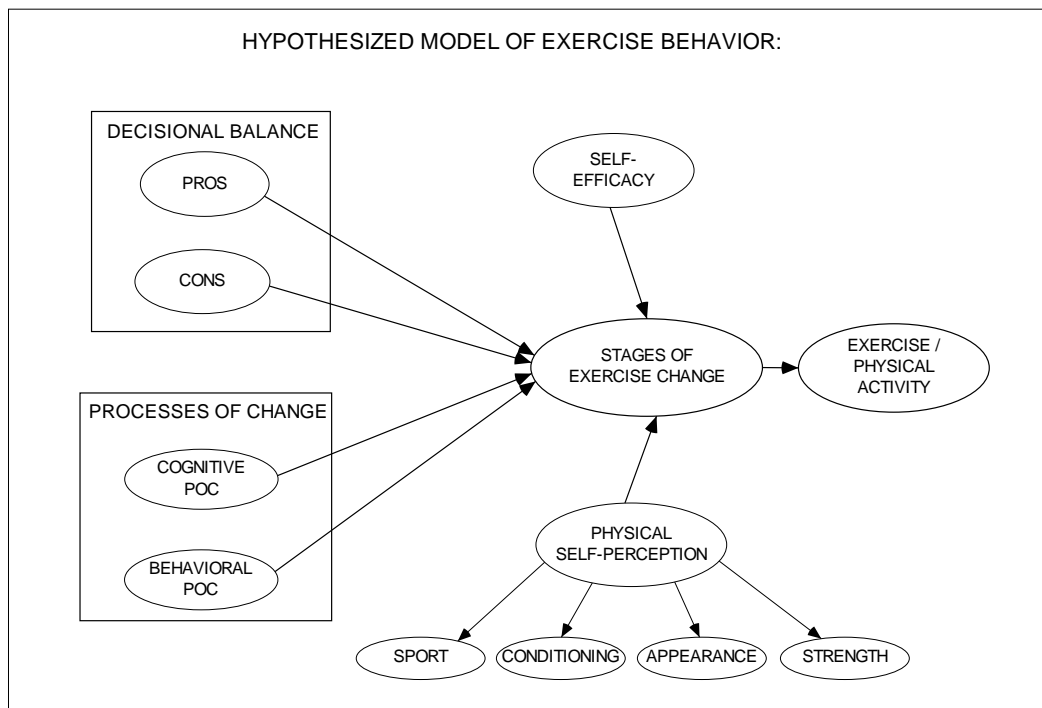 HYPOTHESIZED MODEL OF EXERCISE BEHAVIOR:
DECISIONAL BALANCE
PROS
CONS
SELF-
EFFICACY
STAGES OF
EXERCISE CHANGE
EXERCISE /
PHYSICAL
ACTIVITY
PROCESSES OF CHANGE
COGNITIVE
POC
BEHAVIORAL
POC
PHYSICAL
SELF-PERCEPTION
SPORT
CONDITIONING
APPEARANCE
STRENGTH